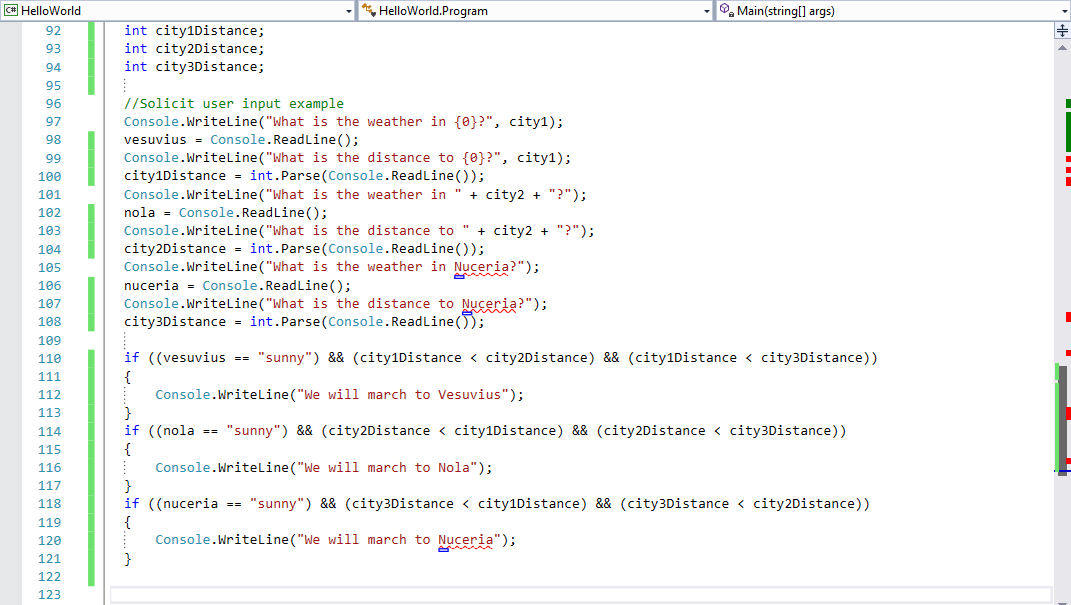 C# HelloWorld HelloWorld.Program Main(string[] args)
92 int city1Distance;
93 int city2Distance;
94 int city3Distance;
95
96 //Solicit user input example
97 Console.WriteLine("What is the weather in {0}?", city1);
98 vesuvius = Console.ReadLine();
99 Console.WriteLine("What is the distance to {0}?", city1);
100 city1Distance = int.Parse(Console.ReadLine());
101 Console.WriteLine("What is the weather in " + city2 + "?");
102 nola = Console.ReadLine();
103 Console.WriteLine("What is the distance to " + city2 + "?");
104 city2Distance = int.Parse(Console.ReadLine());
105 Console.WriteLine("What is the weather in Nuceria?");
106 nuceria = Console.ReadLine();
107 Console.WriteLine("What is the distance to Nuceria?");
108 city3Distance = int.Parse(Console.ReadLine());
109
110 if ((vesuvius == "sunny") && (city1Distance < city2Distance) && (city1Distance < city3Distance))
111 {
112 Console.WriteLine("We will march to Vesuvius");
113 }
114 if ((nola == "sunny") && (city2Distance < city1Distance) && (city2Distance < city3Distance))
115 {
116 Console.WriteLine("We will march to Nola");
117 }
118 if ((nuceria == "sunny") && (city3Distance < city1Distance) && (city3Distance < city2Distance))
119 {
120 Console.WriteLine("We will march to Nuceria");
121 }
122
123